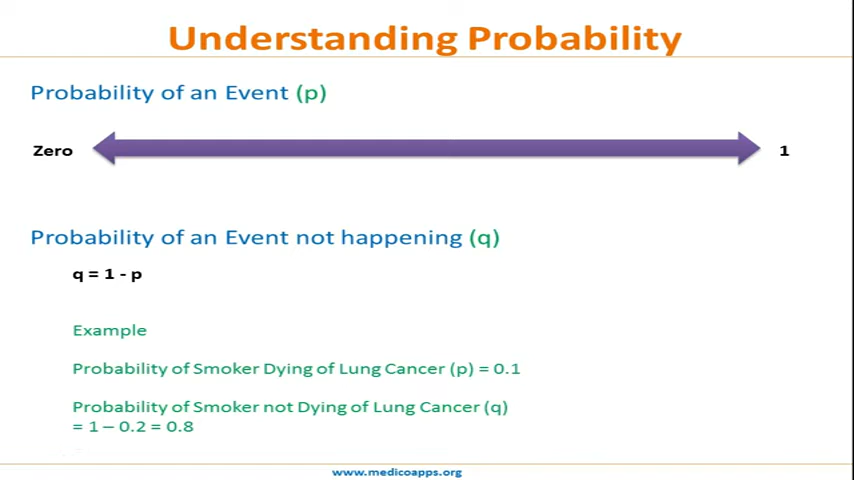 Understanding Probability
Probability of an Event (p)
Zero
1
Probability of an Event not happening (q)
q = 1 - p
Example
Probability of Smoker Dying of Lung Cancer (p) = 0.1
Probability of Smoker not Dying of Lung Cancer (q)
= 1 – 0.2 = 0.8
www.medicoapps.org